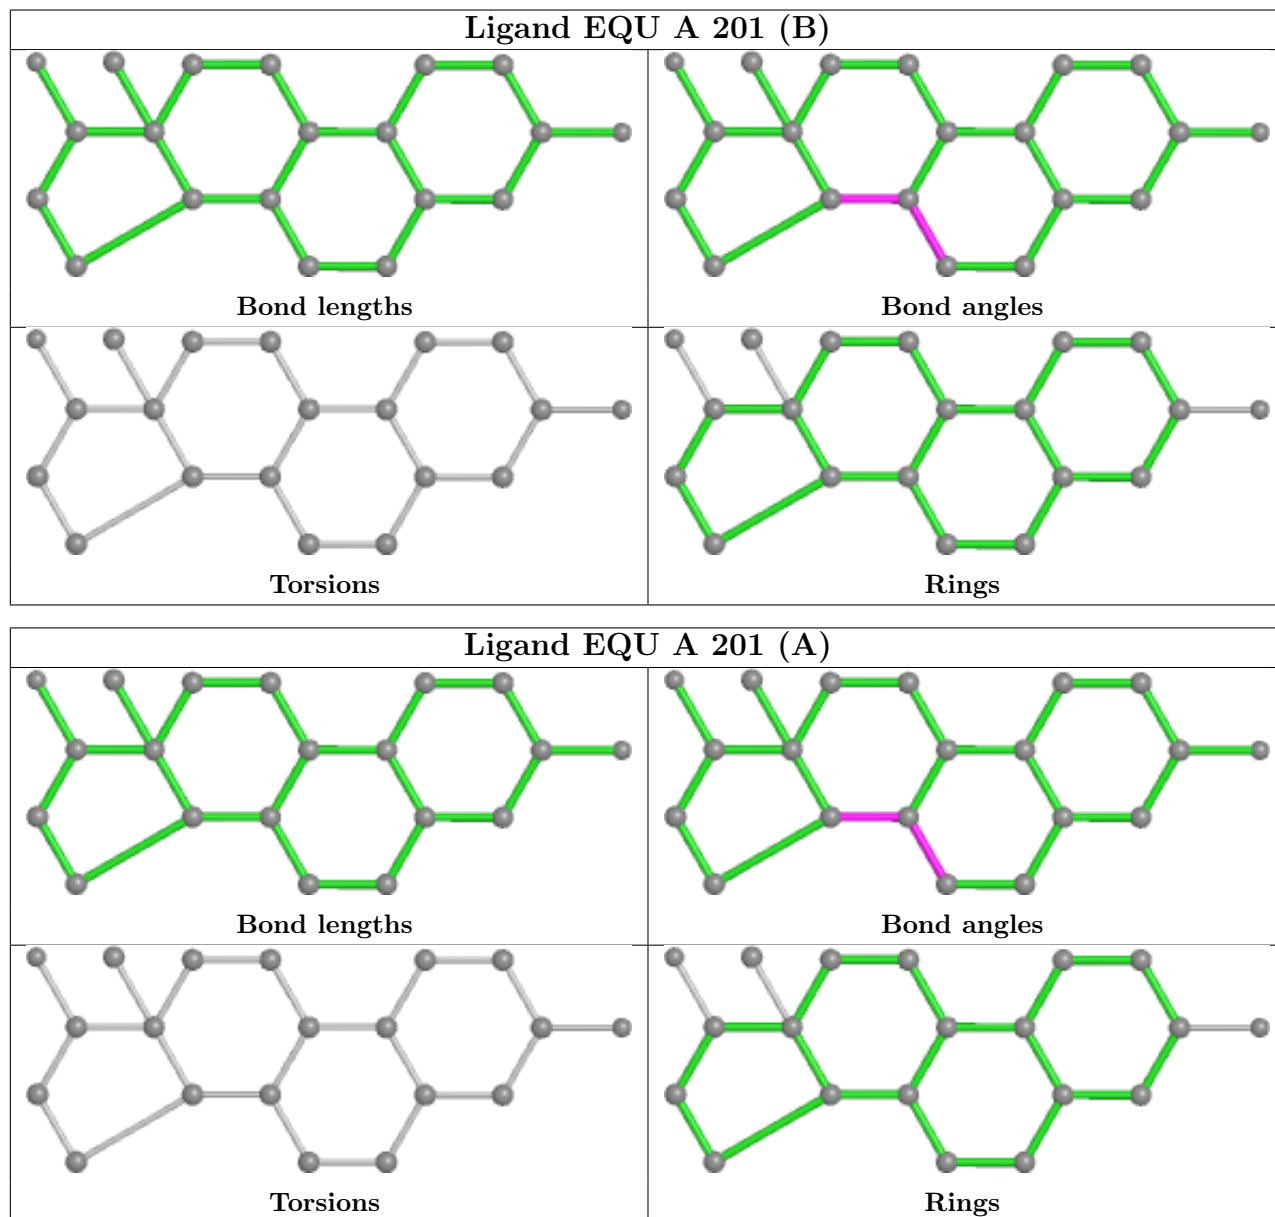 Ligand EQU A 201 (B)
Bond lengths
Bond angles
Torsions
Rings
Ligand EQU A 201 (A)
Bond lengths
Bond angles
Torsions
Rings